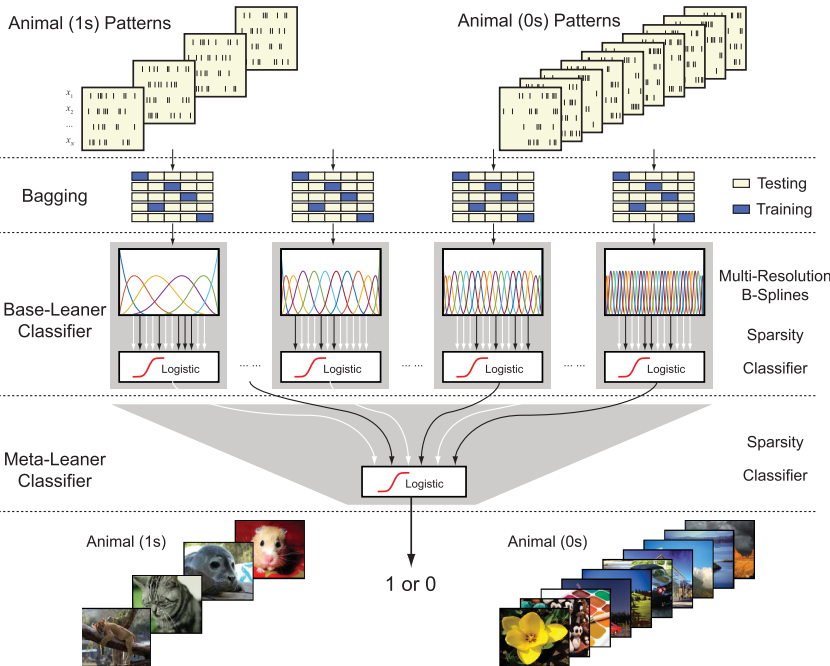 Animal (1s) Patterns
Animal (0s) Patterns
X1
X2
...
XN
Bagging
Testing
Training
Base-Leaner
Classifier
Multi-Resolution
B-Splines
Sparsity
Classifier
Logistic
... ...
Logistic
... ...
Logistic
... ...
Logistic
Meta-Leaner
Classifier
Sparsity
Classifier
Logistic
Animal (1s)
Animal (0s)
1 or 0